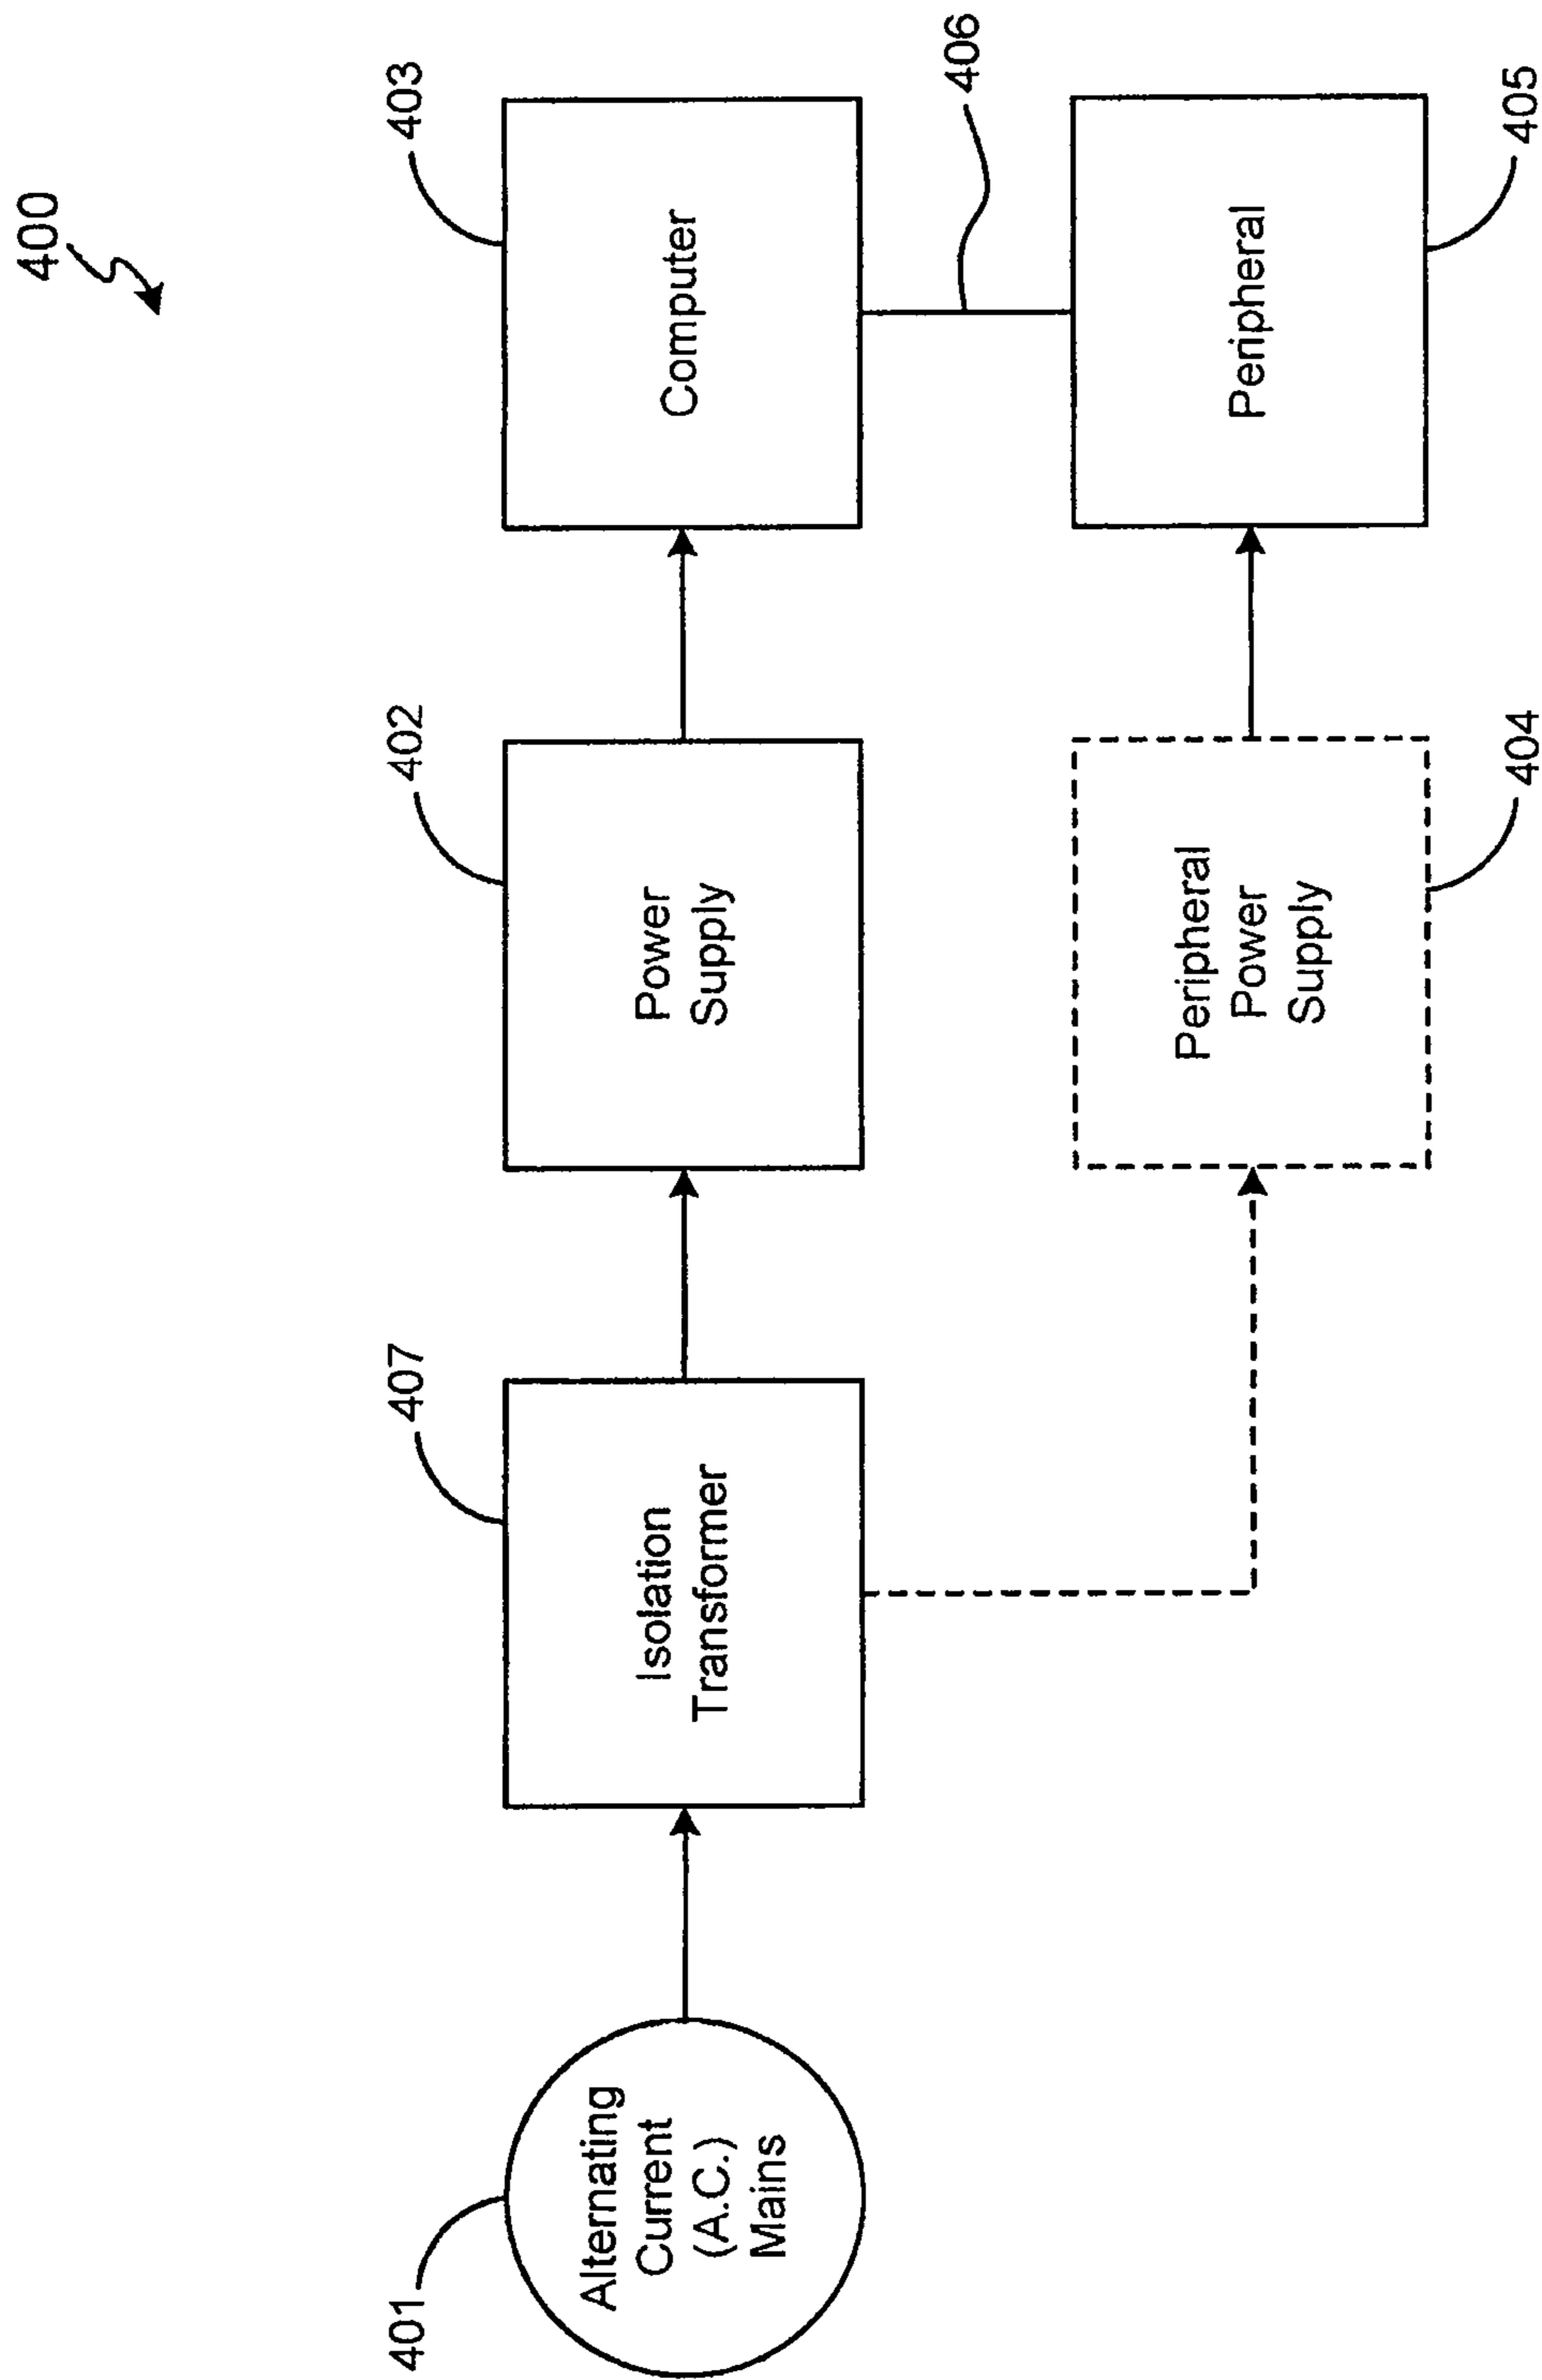 400
401
Alternating
Current
(A.C.)
Mains
407
Isolation
Transformer
402
Power
Supply
403
Computer
406
Peripheral
Power
Supply
404
Peripheral
405